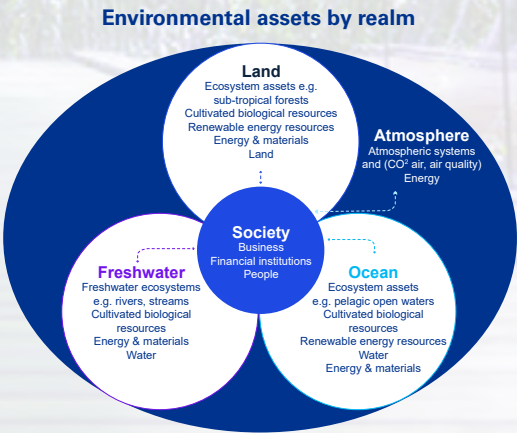 Environmental assets by realm
Land
Ecosystem assets e.g.
sub-tropical forests
Cultivated biological resources
Renewable energy resources
Energy & materials
Land
Atmosphere
Atmospheric systems
and (CO² air, air quality)
Energy
Society
Business
Financial institutions
People
Freshwater
Freshwater ecosystems
e.g. rivers, streams
Cultivated biological
resources
Energy & materials
Water
Ocean
Ecosystem assets
e.g. pelagic open waters
Cultivated biological
resources
Renewable energy resources
Water
Energy & materials